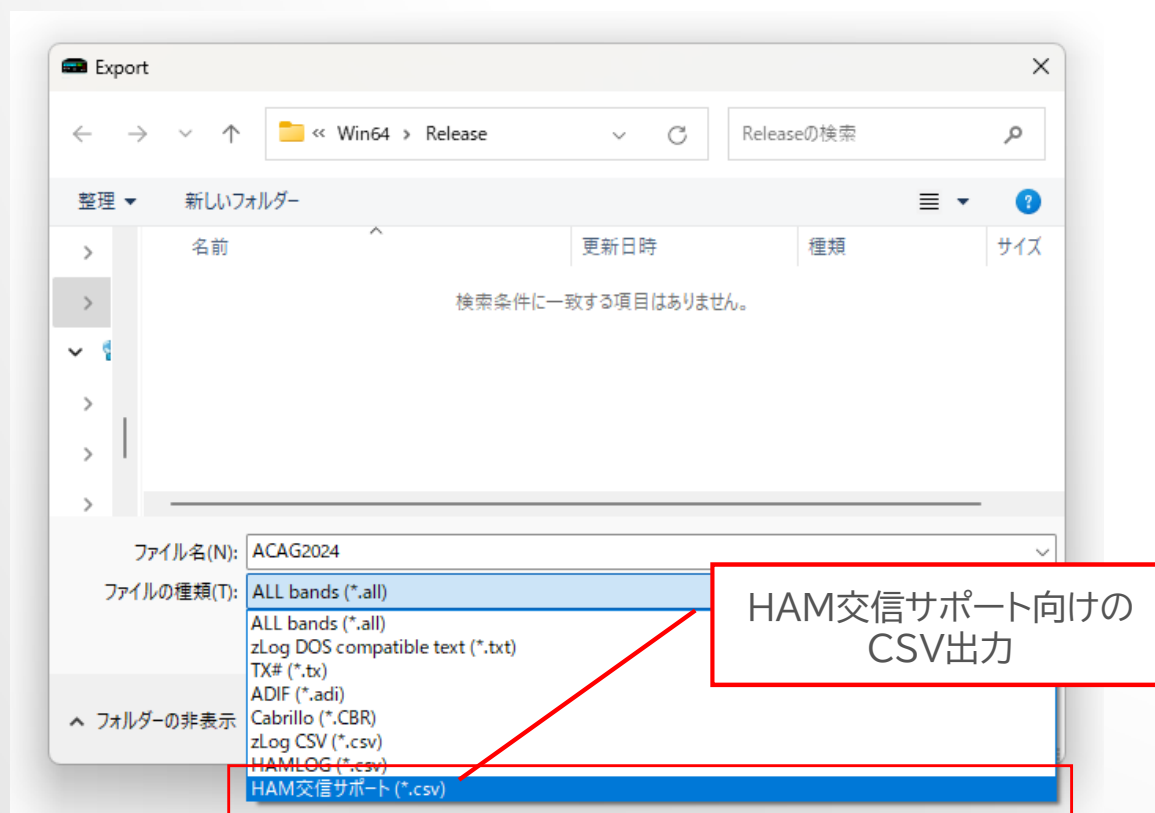 Export
« Win64 › Release
Releaseの検索
整理
新しいフォルダー
名前
更新日時
種類
サイズ
検索条件に一致する項目はありません。
ファイル名(N):
ACAG2024
ファイルの種類(T):
ALL bands (*.all)
ALL bands (*.all)
zLog DOS compatible text (*.txt)
TX# (*.tx)
ADIF (*.adi)
Cabrillo (*.CBR)
zLog CSV (*.csv)
HAMLOG (*.csv)
HAM交信サポート (*.csv)
フォルダーの非表示
HAM交信サポート向けの
CSV出力